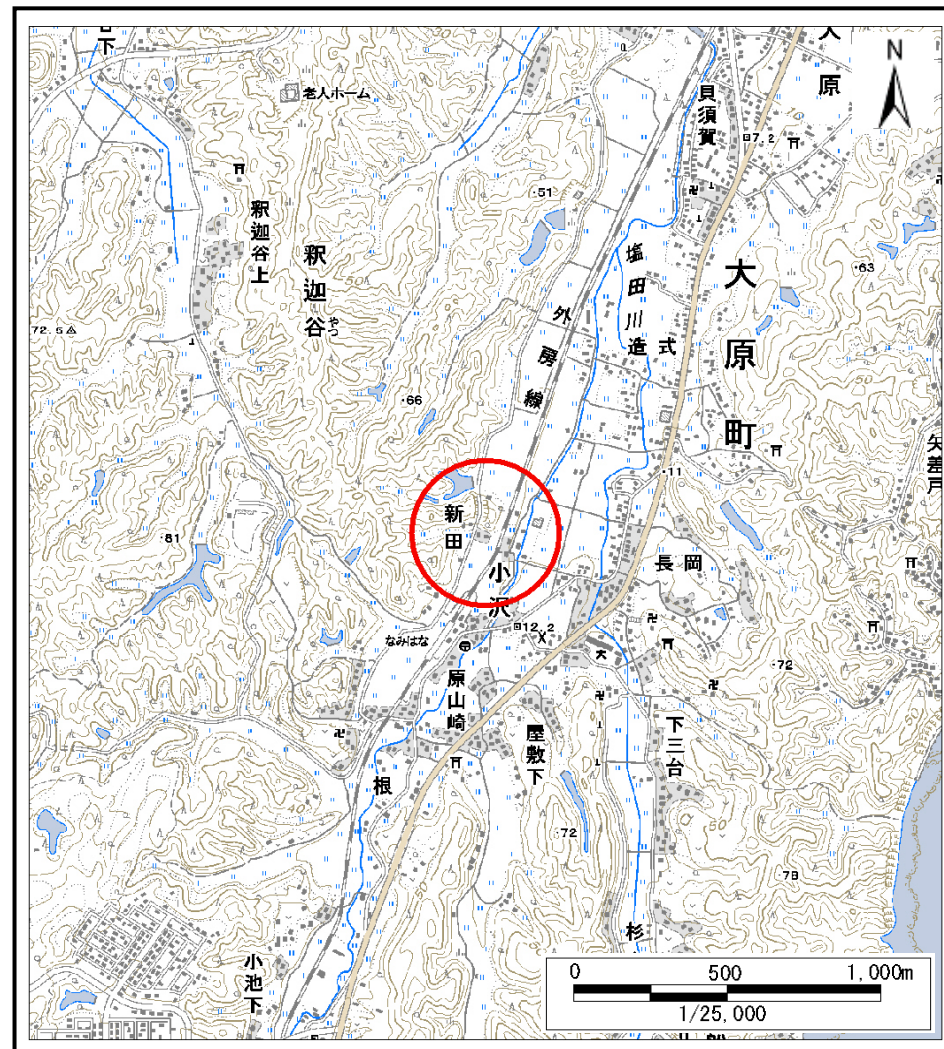 日下
老人ホーム
大原
N
貝須賀
7.2
51
釈迦谷上
釈迦谷
やつ
塩田川
大原町
63
72.5
外房線
造式
66
矢差戸
新田
11
81
小沢
長岡
なみはな
12.2
72
原山崎
屋敷下
下三台
根
72
50
78
杉
小池下
0 500 1,000m
1/25,000